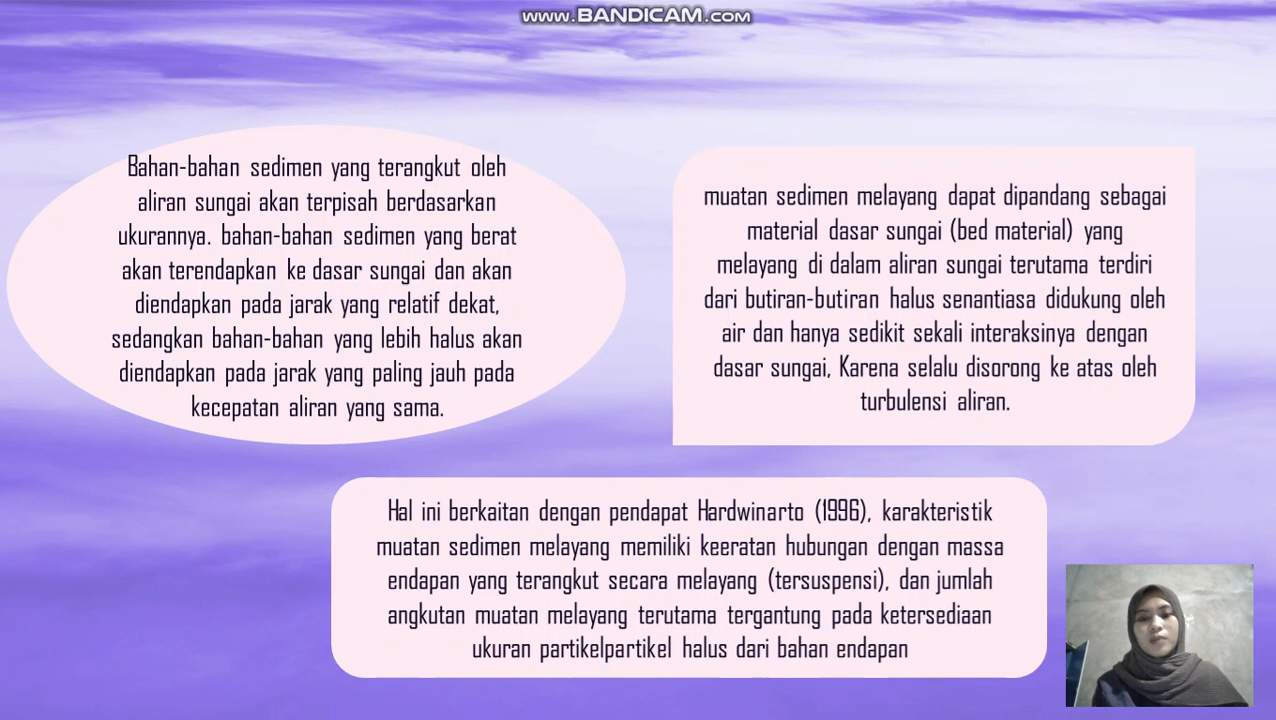 www.BANDICAM.com
Bahan-bahan sedimen yang terangkut oleh
aliran sungai akan terpisah berdasarkan
ukurannya. bahan-bahan sedimen yang berat
akan terendapkan ke dasar sungai dan akan
diendapkan pada jarak yang relatif dekat,
sedangkan bahan-bahan yang lebih halus akan
diendapkan pada jarak yang paling jauh pada
kecepatan aliran yang sama.
muatan sedimen melayang dapat dipandang sebagai
material dasar sungai (bed material) yang
melayang di dalam aliran sungai terutama terdiri
dari butiran-butiran halus senantiasa didukung oleh
air dan hanya sedikit sekali interaksinya dengan
dasar sungai, Karena selalu disorong ke atas oleh
turbulensi aliran.
Hal ini berkaitan dengan pendapat Hardwinarto (1996), karakteristik
muatan sedimen melayang memiliki keeratan hubungan dengan massa
endapan yang terangkut secara melayang (tersuspensi), dan jumlah
angkutan muatan melayang terutama tergantung pada ketersediaan
ukuran partikelpartikel halus dari bahan endapan